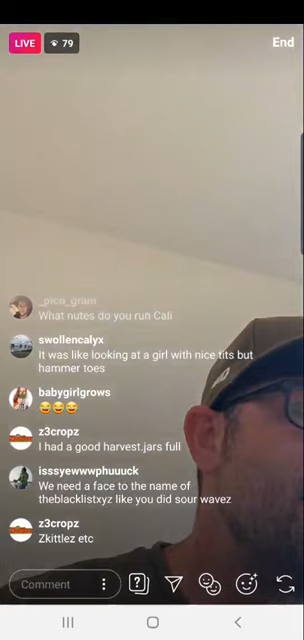 LIVE
79
End
_pico_gram
What nutes do you run Cali
swollencalyx
It was like looking at a girl with nice tits but
hammer toes
babygirlgrows
😂😂😂
z3cropz
I had a good harvest.jars full
isssyewwwphuuuck
We need a face to the name of
theblacklistxyz like you did sour wavez
z3cropz
Zkittlez etc
Comment
?